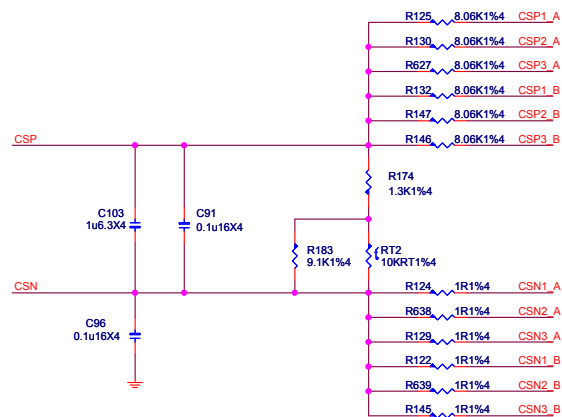 R125 8.06K1%4 CSP1_A
R130 8.06K1%4 CSP2_A
R627 8.06K1%4 CSP3_A
R132 8.06K1%4 CSP1_B
R147 8.06K1%4 CSP2_B
CSP R146 8.06K1%4 CSP3_B
R174
1.3K1%4
C103
1u6.3X4
C91
0.1u16X4
R183
9.1K1%4
RT2
10KRT1%4
CSN R124 1R1%4 CSN1_A
R638 1R1%4 CSN2_A
C96
0.1u16X4
R129 1R1%4 CSN3_A
R122 1R1%4 CSN1_B
R639 1R1%4 CSN2_B
R145 1R1%4 CSN3_B